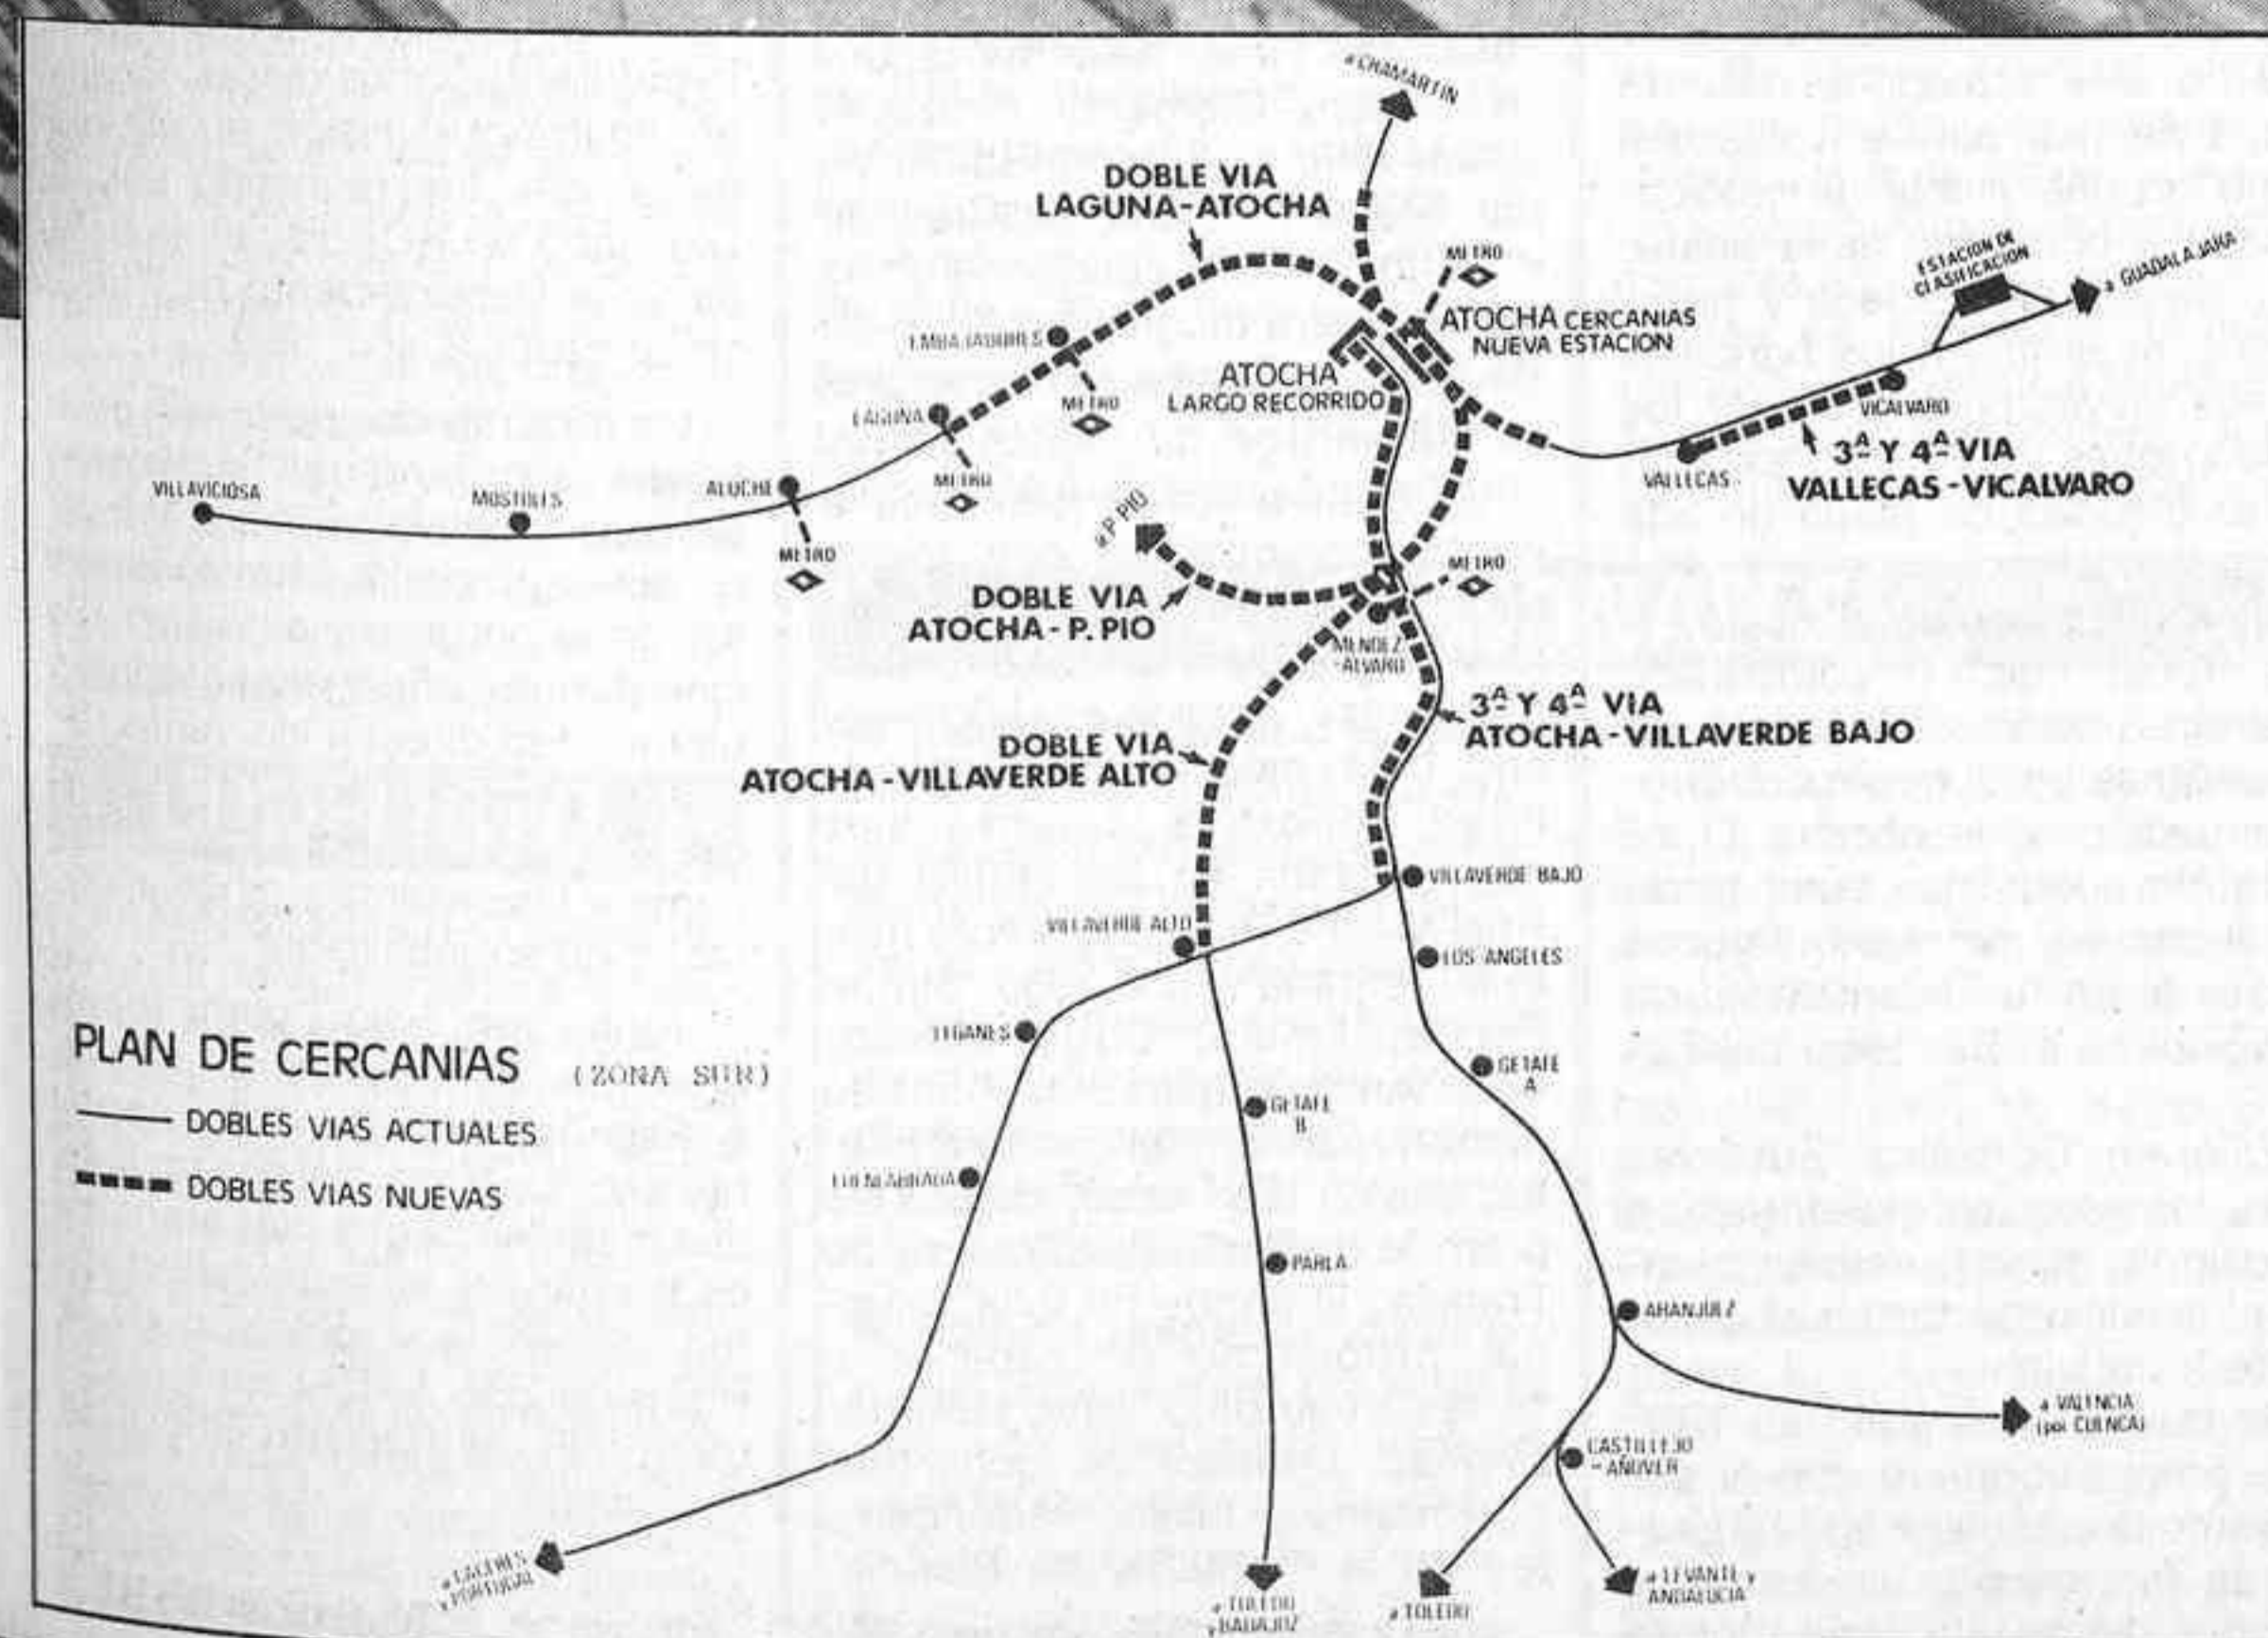 a CHAMARTIN
DOBLE VIA
LAGUNA-ATOCHA
METRO
ESTACION DE
CLASIFICACION
a GUADALAJARA
ATOCHA CERCANIAS
NUEVA ESTACION
EMBAJADORES
ATOCHA
LARGO RECORRIDO
METRO
LAGUNA
VICALVARO
3ª Y 4ª VIA
VALLECAS-VICALVARO
VALLECAS
METRO
ALUCHE
VILLAVICIOSA
MOSTOLES
METRO
a P. PIO
METRO
DOBLE VIA
ATOCHA-P. PIO
MENDEZ
-ALVARO
3ª Y 4ª VIA
ATOCHA-VILLAVERDE BAJO
DOBLE VIA
ATOCHA-VILLAVERDE ALTO
VILLAVERDE BAJO
VILLAVERDE ALTO
LOS ANGELES
LEGANES
GETAFE
A
PLAN DE CERCANIAS (ZONA SUR)
DOBLES VIAS ACTUALES
DOBLES VIAS NUEVAS
GETAFE
B
FUENLABRADA
PARLA
ARANJUEZ
a VALENCIA
(por CUENCA)
CASTILLEJO
-AÑOVER
a CACERES
y PORTUGAL
a TOLEDO
y BADAJOZ
a TOLEDO
a LEVANTE y
ANDALUCIA